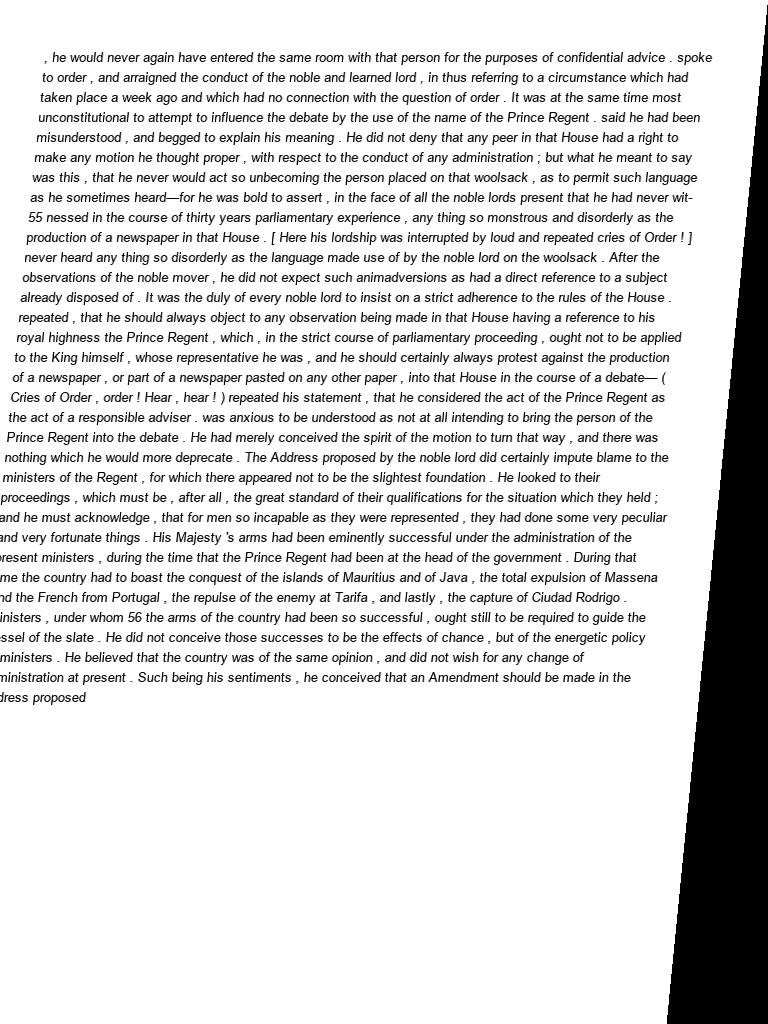 , he would never again have entered the same room with that person for the purposes of confidential advice . spoke
to order , and arraigned the conduct of the noble and learned lord , in thus referring to a circumstance which had
taken place a week ago and which had no connection with the question of order . It was at the same time most
unconstitutional to attempt to influence the debate by the use of the name of the Prince Regent . said he had been
misunderstood , and begged to explain his meaning . He did not deny that any peer in that House had a right to
make any motion he thought proper , with respect to the conduct of any administration ; but what he meant to say
was this , that he never would act so unbecoming the person placed on that woolsack , as to permit such language
as he sometimes heard—for he was bold to assert , in the face of all the noble lords present that he had never wit-
55 nessed in the course of thirty years parliamentary experience , any thing so monstrous and disorderly as the
production of a newspaper in that House . [ Here his lordship was interrupted by loud and repeated cries of Order ! ]
never heard any thing so disorderly as the language made use of by the noble lord on the woolsack . After the
observations of the noble mover , he did not expect such animadversions as had a direct reference to a subject
already disposed of . It was the duly of every noble lord to insist on a strict adherence to the rules of the House .
repeated , that he should always object to any observation being made in that House having a reference to his
royal highness the Prince Regent , which , in the strict course of parliamentary proceeding , ought not to be applied
to the King himself , whose representative he was , and he should certainly always protest against the production
of a newspaper , or part of a newspaper pasted on any other paper , into that House in the course of a debate— (
Cries of Order , order ! Hear , hear ! ) repeated his statement , that he considered the act of the Prince Regent as
the act of a responsible adviser . was anxious to be understood as not at all intending to bring the person of the
Prince Regent into the debate . He had merely conceived the spirit of the motion to turn that way , and there was
nothing which he would more deprecate . The Address proposed by the noble lord did certainly impute blame to the
ministers of the Regent , for which there appeared not to be the slightest foundation . He looked to their
proceedings , which must be , after all , the great standard of their qualifications for the situation which they held ;
and he must acknowledge , that for men so incapable as they were represented , they had done some very peculiar
and very fortunate things . His Majesty 's arms had been eminently successful under the administration of the
present ministers , during the time that the Prince Regent had been at the head of the government . During that
me the country had to boast the conquest of the islands of Mauritius and of Java , the total expulsion of Massena
nd the French from Portugal , the repulse of the enemy at Tarifa , and lastly , the capture of Ciudad Rodrigo .
inisters , under whom 56 the arms of the country had been so successful , ought still to be required to guide the
essel of the slate . He did not conceive those successes to be the effects of chance , but of the energetic policy
ministers . He believed that the country was of the same opinion , and did not wish for any change of
ministration at present . Such being his sentiments , he conceived that an Amendment should be made in the
dress proposed